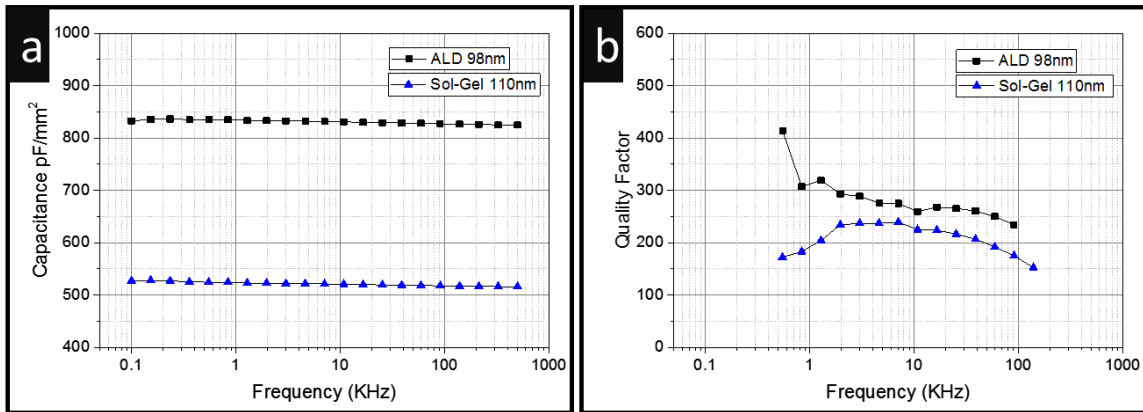 a
1000
900
800
700
600
500
400
Capacitance pF/mm²
ALD 98nm
Sol-Gel 110nm
0.1 1 10 100 1000
Frequency (KHz)
b
600
500
400
300
200
100
0
Quality Factor
ALD 98nm
Sol-Gel 110nm
0.1 1 10 100 1000
Frequency (KHz)